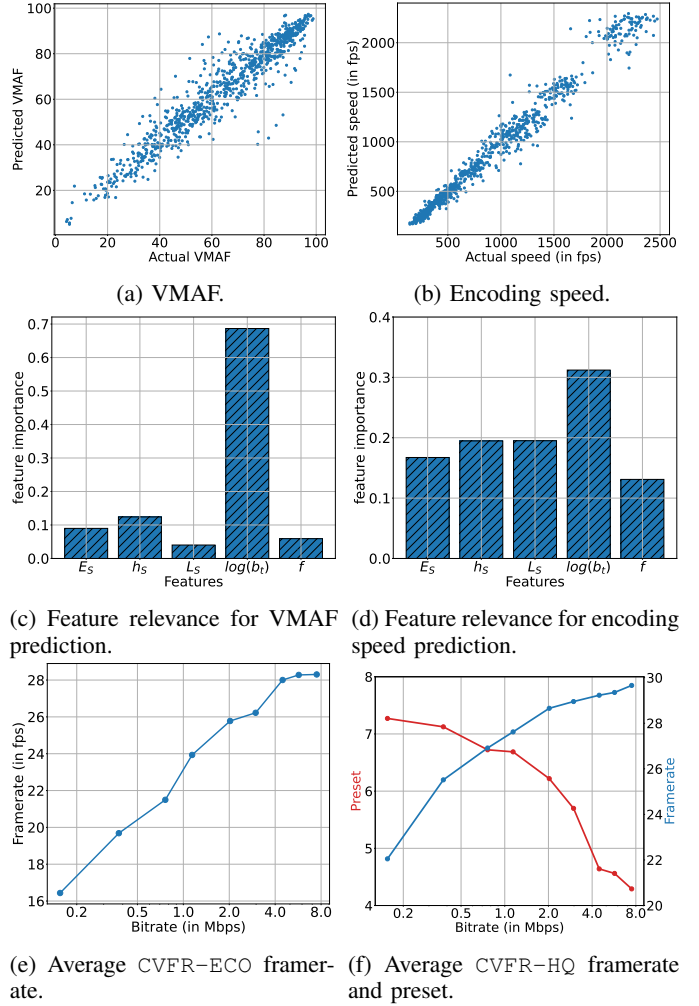 100
80
60
40
20
0 20 40 60 80 100
Predicted VMAF
Actual VMAF
(a) VMAF.
2000
1500
1000
500
500 1000 1500 2000 2500
Predicted speed (in fps)
Actual speed (in fps)
(b) Encoding speed.
0.7
0.6
0.5
0.4
0.3
0.2
0.1
0.0
feature importance
E_S h_S L_S log(b_t) f
Features
(c) Feature relevance for VMAF
prediction.
0.4
0.3
0.2
0.1
0.0
feature importance
E_S h_S L_S log(b_t) f
Features
(d) Feature relevance for encoding
speed prediction.
28
26
24
22
20
18
16
Framerate (in fps)
0.2 0.5 1.0 2.0 4.0 8.0
Bitrate (in Mbps)
(e) Average CVFR-ECO framer-
ate.
8
7
6
5
4
Preset
30
28
26
24
22
20
Framerate
0.2 0.5 1.0 2.0 4.0 8.0
Bitrate (in Mbps)
(f) Average CVFR-HQ framerate
and preset.